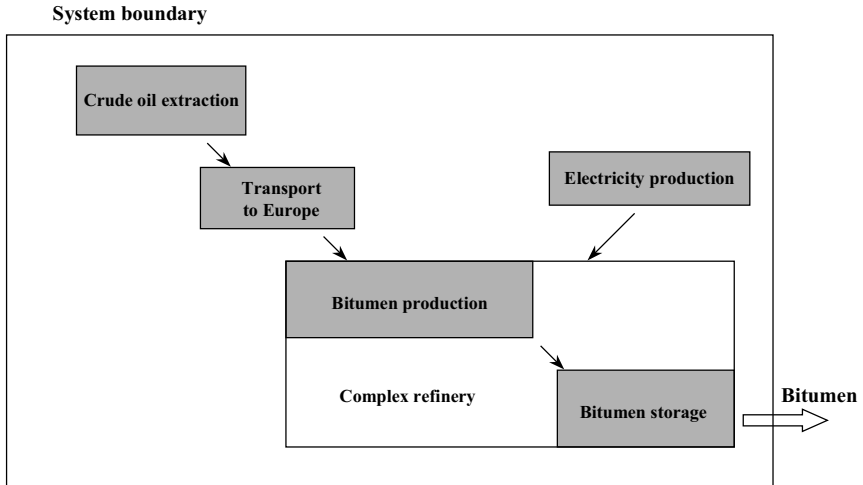 System boundary
Crude oil extraction
Transport
to Europe
Electricity production
Bitumen production
Complex refinery
Bitumen storage
Bitumen